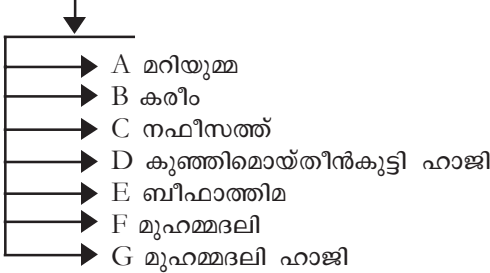 A മറിയുമ്മ
B കരീം
C നഫീസത്ത്
D കുഞ്ഞിമൊയ്തീൻകുട്ടി ഹാജി
E ബീഫാത്തിമ
F മുഹമ്മദലി
G മുഹമ്മദലി ഹാജി